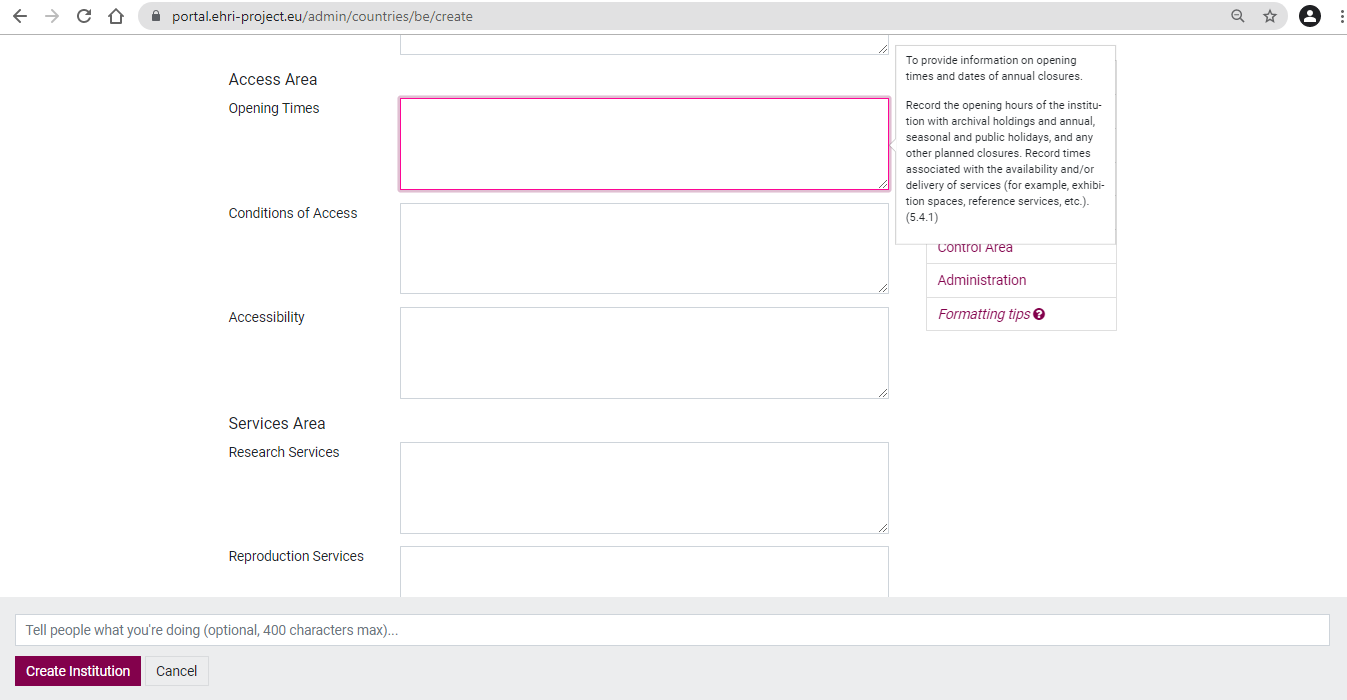 portal.ehri-project.eu/admin/countries/be/create
Access Area
Opening Times
To provide information on opening
times and dates of annual closures.
Record the opening hours of the institu-
tion with archival holdings and annual,
seasonal and public holidays, and any
other planned closures. Record times
associated with the availability and/or
delivery of services (for example, exhibi-
tion spaces, reference services, etc.).
(5.4.1)
Conditions of Access
Control Area
Administration
Formatting tips ?
Accessibility
Services Area
Research Services
Reproduction Services
Tell people what you're doing (optional, 400 characters max)...
Create Institution
Cancel